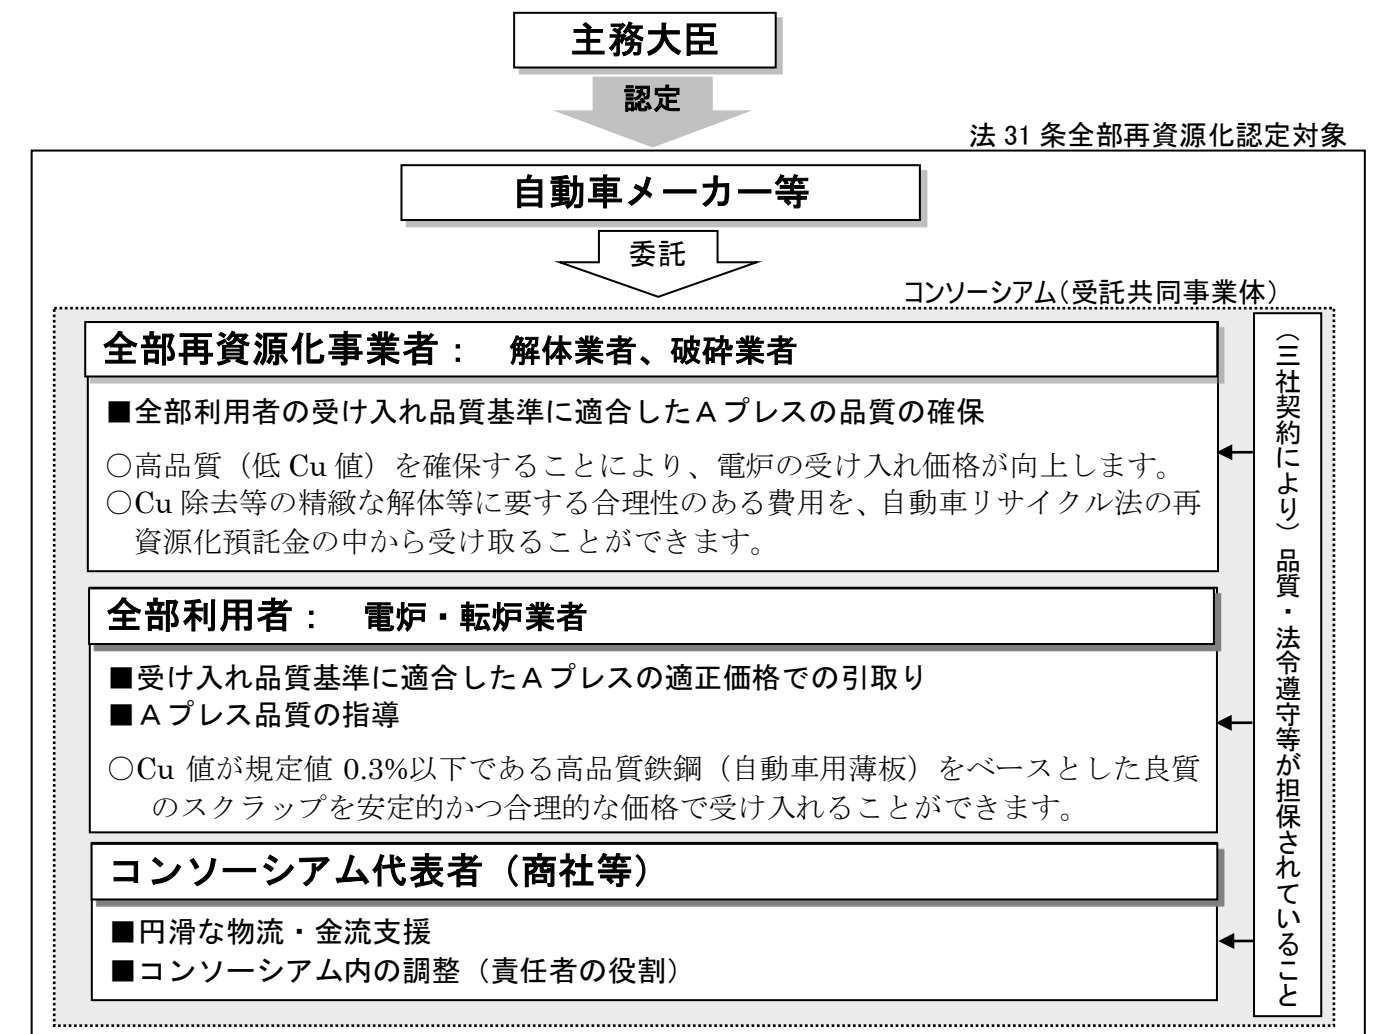 主務大臣
認定
法 31 条全部再資源化認定対象
自動車メーカー等
委託
コンソーシアム(受託共同事業体)
全部再資源化事業者： 解体業者、破砕業者
■全部利用者の受け入れ品質基準に適合したＡプレスの品質の確保
○高品質（低 Cu 値）を確保することにより、電炉の受け入れ価格が向上します。
○Cu 除去等の精緻な解体等に要する合理性のある費用を、自動車リサイクル法の再
資源化預託金の中から受け取ることができます。
全部利用者： 電炉・転炉業者
■受け入れ品質基準に適合したＡプレスの適正価格での引取り
■Ａプレス品質の指導
○Cu 値が規定値 0.3%以下である高品質鉄鋼（自動車用薄板）をベースとした良質
のスクラップを安定的かつ合理的な価格で受け入れることができます。
コンソーシアム代表者（商社等）
■円滑な物流・金流支援
■コンソーシアム内の調整（責任者の役割）
（三社契約により）品質・法令遵守等が担保されていること